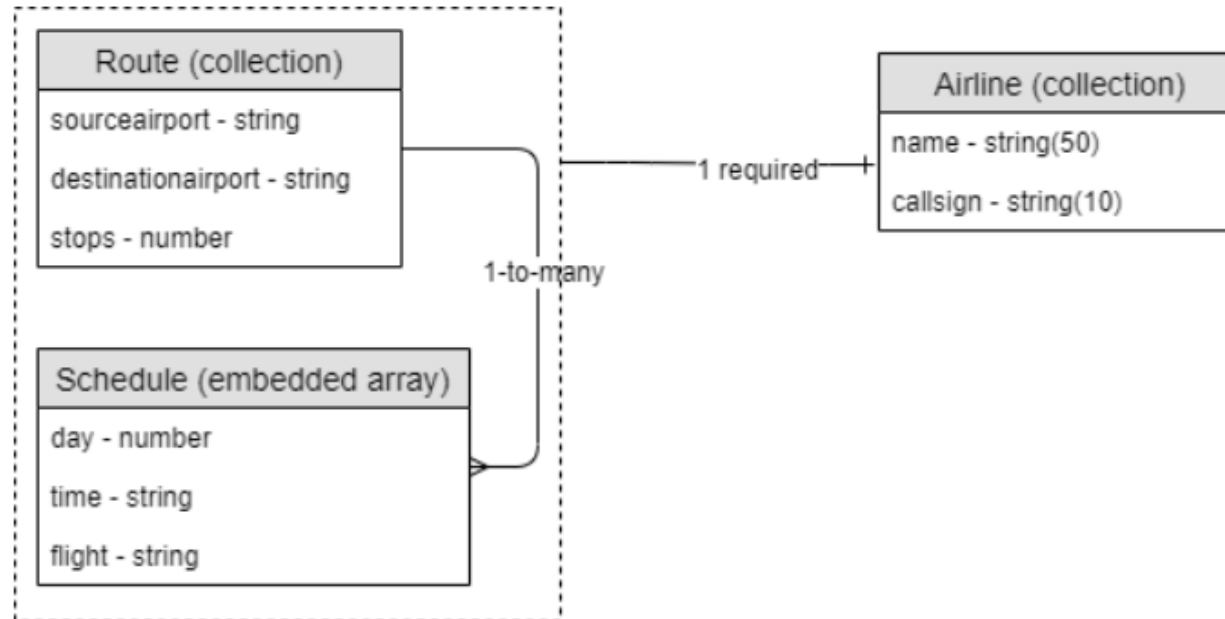 Route (collection)
sourceairport - string
destinationairport - string
stops - number
1-to-many
Schedule (embedded array)
day - number
time - string
flight - string
1 required
Airline (collection)
name - string(50)
callsign - string(10)